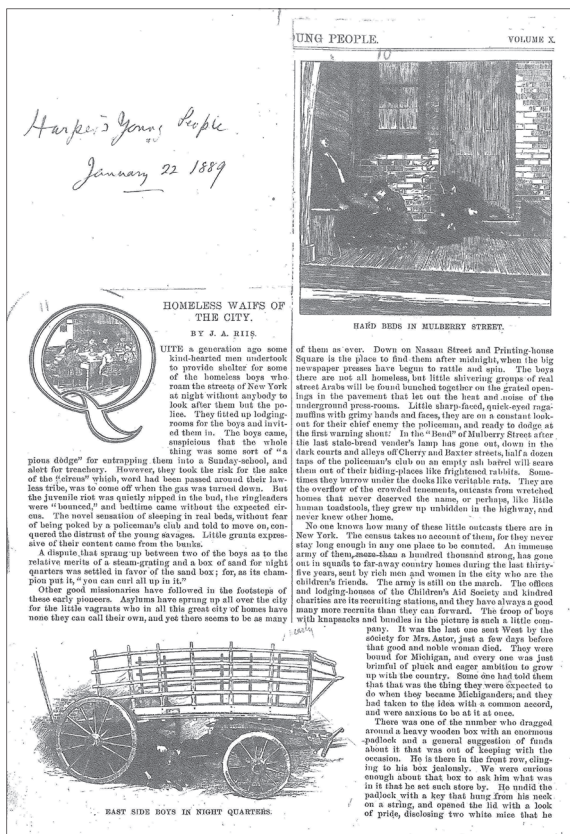 UNG PEOPLE.
VOLUME X.
10
Harper's Young People
January 22 1889
HARD BEDS IN MULBERRY STREET.
11
HOMELESS WAIFS OF
THE CITY.
BY J. A. RIIS.
QUITE a generation ago some
kind-hearted men undertook
to provide shelter for some
of the homeless boys who
roam the streets of New York
at night without anybody to
look after them but the po-
lice. They fitted up lodging-
rooms for the boys and invit-
ed them in. The boys came,
suspicious that the whole
thing was some sort of "a
pious dodge" for entrapping them into a Sunday-school, and
alert for treachery. However, they took the risk for the sake
of the "circus" which, word had been passed around their law-
less tribe, was to come off when the gas was turned down. But
the juvenile riot was quietly nipped in the bud, the ringleaders
were "bounced," and bedtime came without the expected cir-
cus. The novel sensation of sleeping in real beds, without fear
of being poked by a policeman's club and told to move on, con-
quered the distrust of the young savages. Little grunts expres-
sive of their content came from the bunks.
A dispute that sprang up between two of the boys as to the
relative merits of a steam-grating and a box of sand for night
quarters was settled in favor of the sand box; for, as its cham-
pion put it, "you can curl all up in it."
Other good missionaries have followed in the footsteps of
these early pioneers. Asylums have sprung up all over the city
for the little vagrants who in all this great city of homes have
none they can call their own, and yet there seems to be as many
EAST SIDE BOYS IN NIGHT QUARTERS.
of them as ever. Down on Nassau Street and Printing-house
Square is the place to find them after midnight, when the big
newspaper presses have begun to rattle and spin. The boys
there are not all homeless, but little shivering groups of real
street Arabs will be found bunched together on the grated open-
ings in the pavement that let out the heat and noise of the
underground press-rooms. Little sharp-faced, quick-eyed raga-
muffins with grimy hands and faces, they are on a constant look-
out for their chief enemy the policeman, and ready to dodge at
the first warning shout. In the "Bend" of Mulberry Street after
the last stale-bread vender's lamp has gone out, down in the
dark courts and alleys off Cherry and Baxter streets, half a dozen
taps of the policeman's club on an empty ash barrel will scare
them out of their hiding-places like frightened rabbits. Some-
times they burrow under the docks like veritable rats. They are
the overflow of the crowded tenements, outcasts from wretched
homes that never deserved the name, or perhaps, like little
human toadstools, they grew up unbidden in the highway, and
never knew other home.
No one knows how many of these little outcasts there are in
New York. The census takes no account of them, for they never
stay long enough in any one place to be counted. An immense
army of them, more than a hundred thousand strong, has gone
out in squads to far-away country homes during the last thirty-
five years, sent by rich men and women in the city who are the
children's friends. The army is still on the march. The offices
and lodging-houses of the Children's Aid Society and kindred
charities are its recruiting stations, and they have always a good
many more recruits than they can forward. The troop of boys
with knapsacks and bundles in the picture is such a little com-
pany. It was the last one sent West by the
society for Mrs. Astor, just a few days before
that good and noble woman died. They were
bound for Michigan, and every one was just
brimful of pluck and eager ambition to grow
up with the country. Some one had told them
that that was the thing they were expected to
do when they became Michiganders, and they
had taken to the idea with a common accord,
and were anxious to be at it at once.
There was one of the number who dragged
around a heavy wooden box with an enormous
padlock and a general suggestion of funds
about it that was out of keeping with the
occasion. He is there in the front row, cling-
ing to his box jealously. We were curious
enough about that box to ask him what was
in it that he set such store by. He undid the
padlock with a key that hung from his neck
on a string, and opened the lid with a look
of pride, disclosing two white mice that he